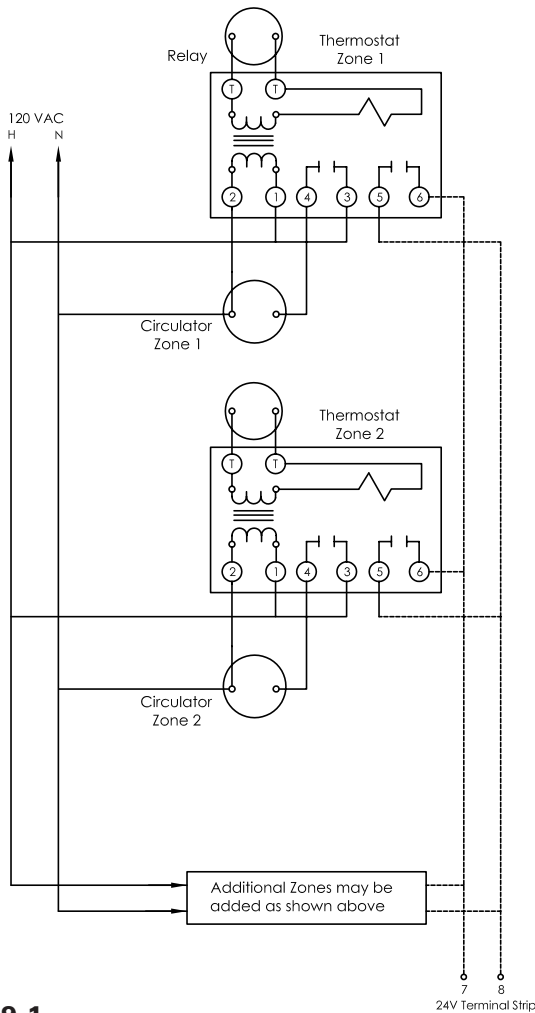 Relay
Thermostat
Zone 1
T T
120 VAC
H N
2 1 4 3 5 6
Circulator
Zone 1
Thermostat
Zone 2
T T
2 1 4 3 5 6
Circulator
Zone 2
Additional Zones may be
added as shown above
7 8
24V Terminal Strip